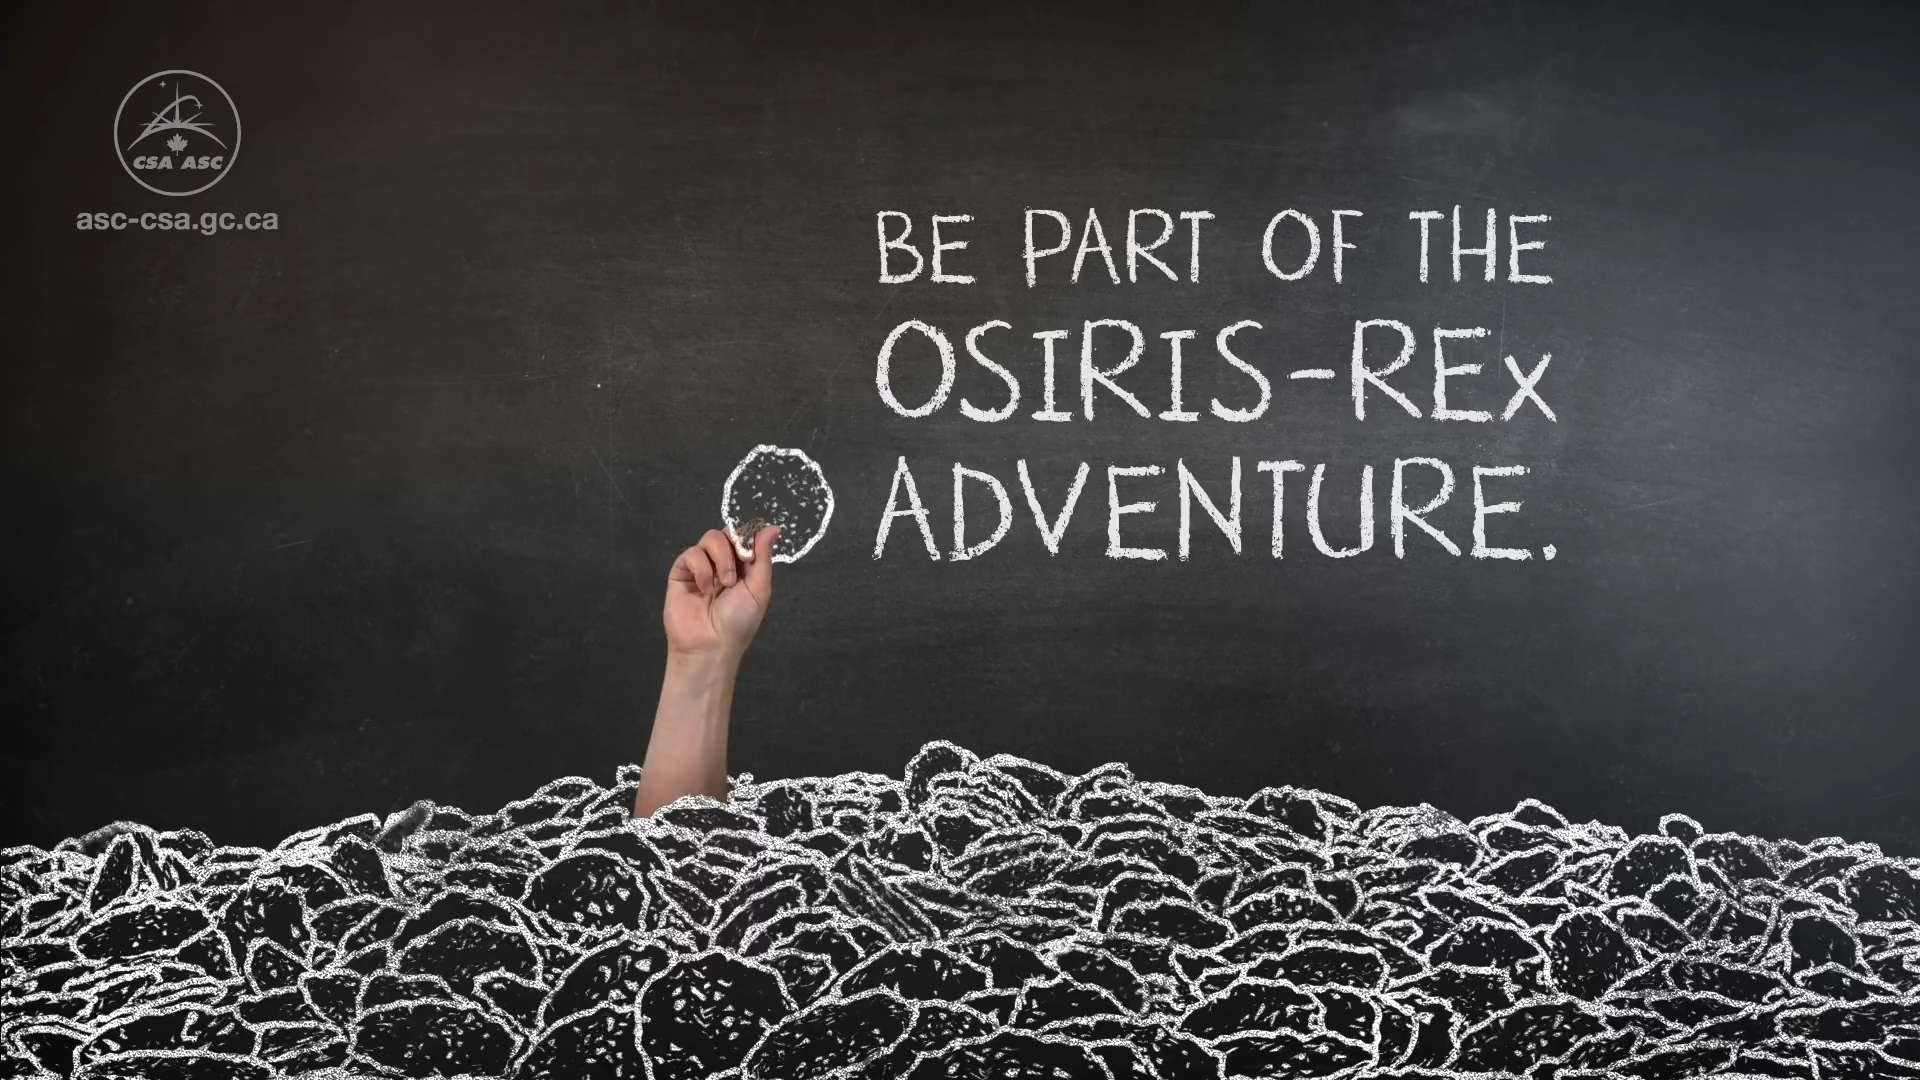 CSA ASC
asc-csa.gc.ca
BE PART OF THE
OSIRIS-REx
ADVENTURE.